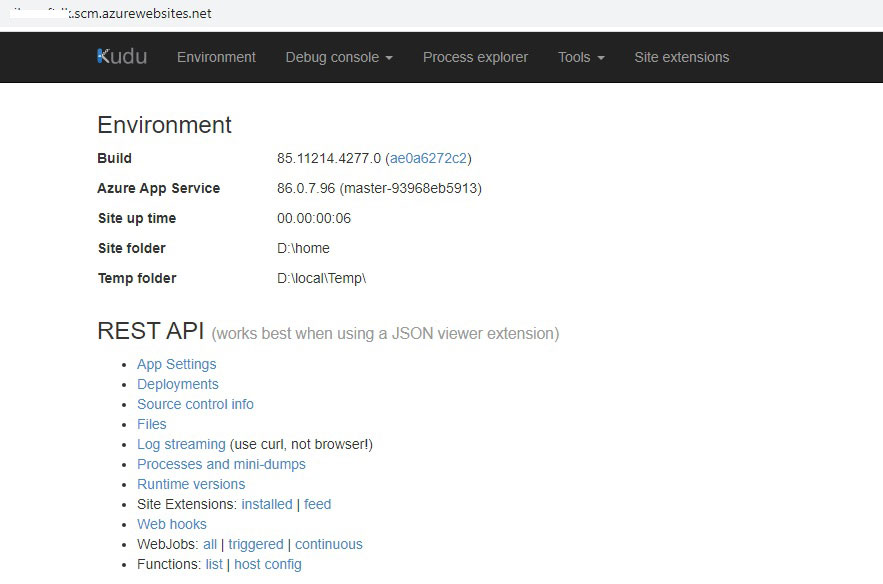 .scm.azurewebsites.net
Kudu Environment Debug console Process explorer Tools Site extensions
Environment
Build 85.11214.4277.0 (ae0a6272c2)
Azure App Service 86.0.7.96 (master-93968eb5913)
Site up time 00.00:00:06
Site folder D:\home
Temp folder D:\local\Temp\
REST API (works best when using a JSON viewer extension)
• App Settings
• Deployments
• Source control info
• Files
• Log streaming (use curl, not browser!)
• Processes and mini-dumps
• Runtime versions
• Site Extensions: installed | feed
• Web hooks
• WebJobs: all | triggered | continuous
• Functions: list | host config